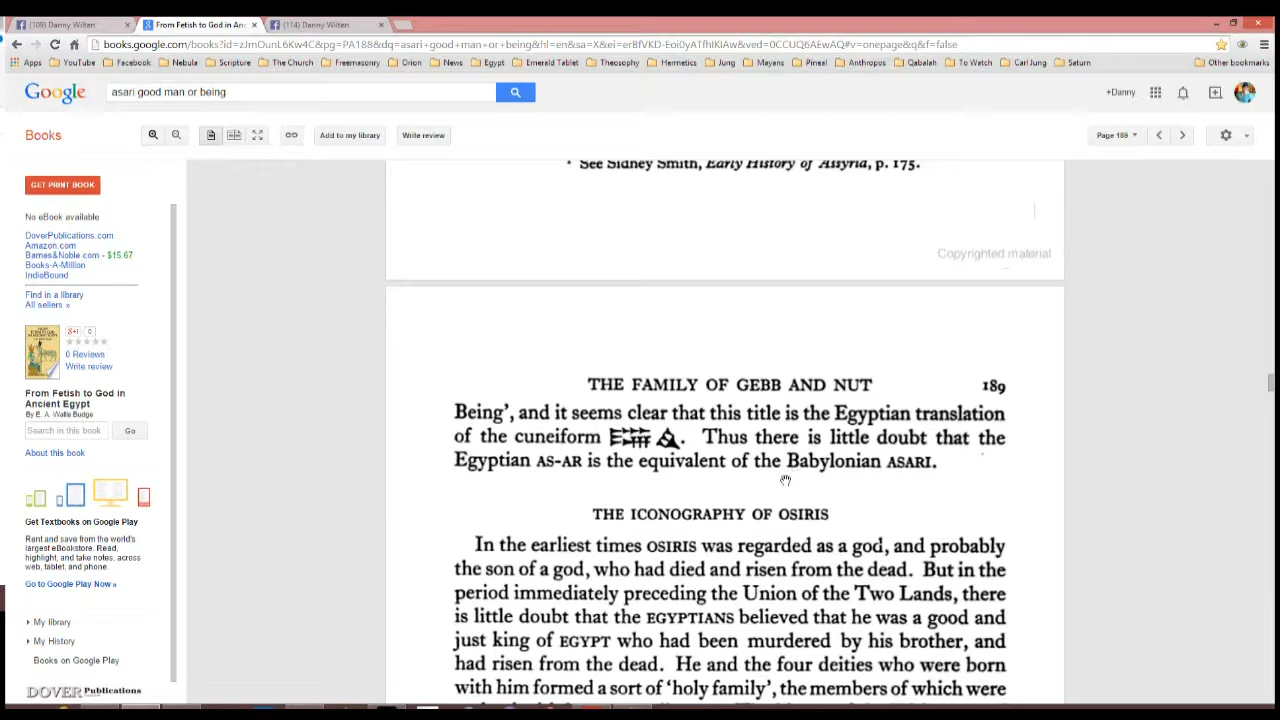 (109) Danny Wilten
From Fetish to God in Anc
(114) Danny Wilten
books.google.com/books?id=zJmOunL6Kw4C&pg=PA188&dq=asari+good+man+or+being&hl=en&sa=X&ei=erBfVKD-Eoi0yATfhIKIAw&ved=0CCUQ6AEwAQ#v=onepage&q&f=false
Apps YouTube Facebook Nebula Scripture The Church Freemasonry Orion News Egypt Emerald Tablet Theosophy Hermetics Jung Mayans Pineal Anthropos Qabalah To Watch Carl Jung Saturn Other bookmarks
Google
asari good man or being
+Danny
Books
Add to my library
Write review
Page 189
GET PRINT BOOK
No eBook available
DoverPublications.com
Amazon.com
Barnes&Noble.com - $15.67
Books-A-Million
IndieBound
Find in a library
All sellers »
+1 0
0 Reviews
Write review
From Fetish to God in
Ancient Egypt
By E. A. Wallis Budge
Search in this book Go
About this book
Get Textbooks on Google Play
Rent and save from the world's
largest eBookstore. Read,
highlight, and take notes, across
web, tablet, and phone.
Go to Google Play Now »
My library
My History
Books on Google Play
DOVER Publications
See Sidney Smith, Early History of Assyria, p. 175.
Copyrighted material
THE FAMILY OF GEBB AND NUT 189
Being', and it seems clear that this title is the Egyptian translation
of the cuneiform . Thus there is little doubt that the
Egyptian AS-AR is the equivalent of the Babylonian ASARI.
THE ICONOGRAPHY OF OSIRIS
In the earliest times OSIRIS was regarded as a god, and probably
the son of a god, who had died and risen from the dead. But in the
period immediately preceding the Union of the Two Lands, there
is little doubt that the EGYPTIANS believed that he was a good and
just king of EGYPT who had been murdered by his brother, and
had risen from the dead. He and the four deities who were born
with him formed a sort of 'holy family', the members of which were